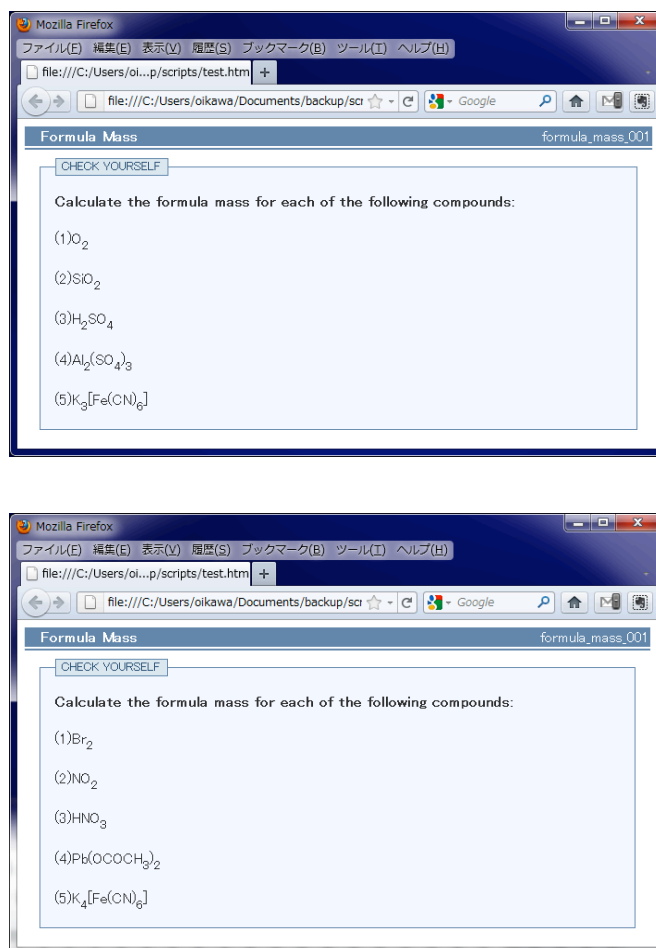 Mozilla Firefox
ファイル(F) 編集(E) 表示(V) 履歴(S) ブックマーク(B) ツール(T) ヘルプ(H)
file:///C:/Users/oi...p/scripts/test.htm +
file:///C:/Users/oikawa/Documents/backup/scr Google
Formula Mass formula_mass_001
CHECK YOURSELF
Calculate the formula mass for each of the following compounds:
(1)O₂
(2)SiO₂
(3)H₂SO₄
(4)Al₂(SO₄)₃
(5)K₃[Fe(CN)₆]
Mozilla Firefox
ファイル(F) 編集(E) 表示(V) 履歴(S) ブックマーク(B) ツール(T) ヘルプ(H)
file:///C:/Users/oi...p/scripts/test.htm +
file:///C:/Users/oikawa/Documents/backup/scr Google
Formula Mass formula_mass_001
CHECK YOURSELF
Calculate the formula mass for each of the following compounds:
(1)Br₂
(2)NO₂
(3)HNO₃
(4)Pb(OCOCH₃)₂
(5)K₄[Fe(CN)₆]